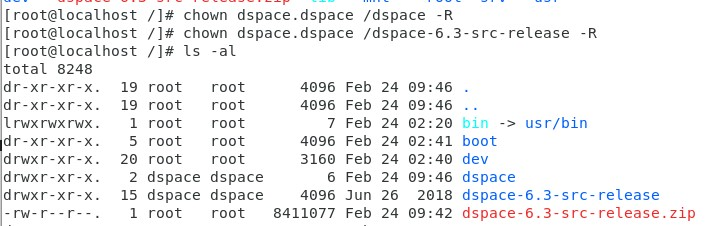 [root@localhost /]# chown dspace.dspace /dspace -R
[root@localhost /]# chown dspace.dspace /dspace-6.3-src-release -R
[root@localhost /]# ls -al
total 8248
dr-xr-xr-x.  19 root   root      4096 Feb 24 09:46 .
dr-xr-xr-x.  19 root   root      4096 Feb 24 09:46 ..
lrwxrwxrwx.   1 root   root         7 Feb 24 02:20 bin -> usr/bin
dr-xr-xr-x.   5 root   root      4096 Feb 24 02:41 boot
drwxr-xr-x.  20 root   root      3160 Feb 24 02:40 dev
drwxr-xr-x.   2 dspace dspace       6 Feb 24 09:46 dspace
drwxr-xr-x.  15 dspace dspace    4096 Jun 26  2018 dspace-6.3-src-release
-rw-r--r--.   1 root   root   8411077 Feb 24 09:42 dspace-6.3-src-release.zip